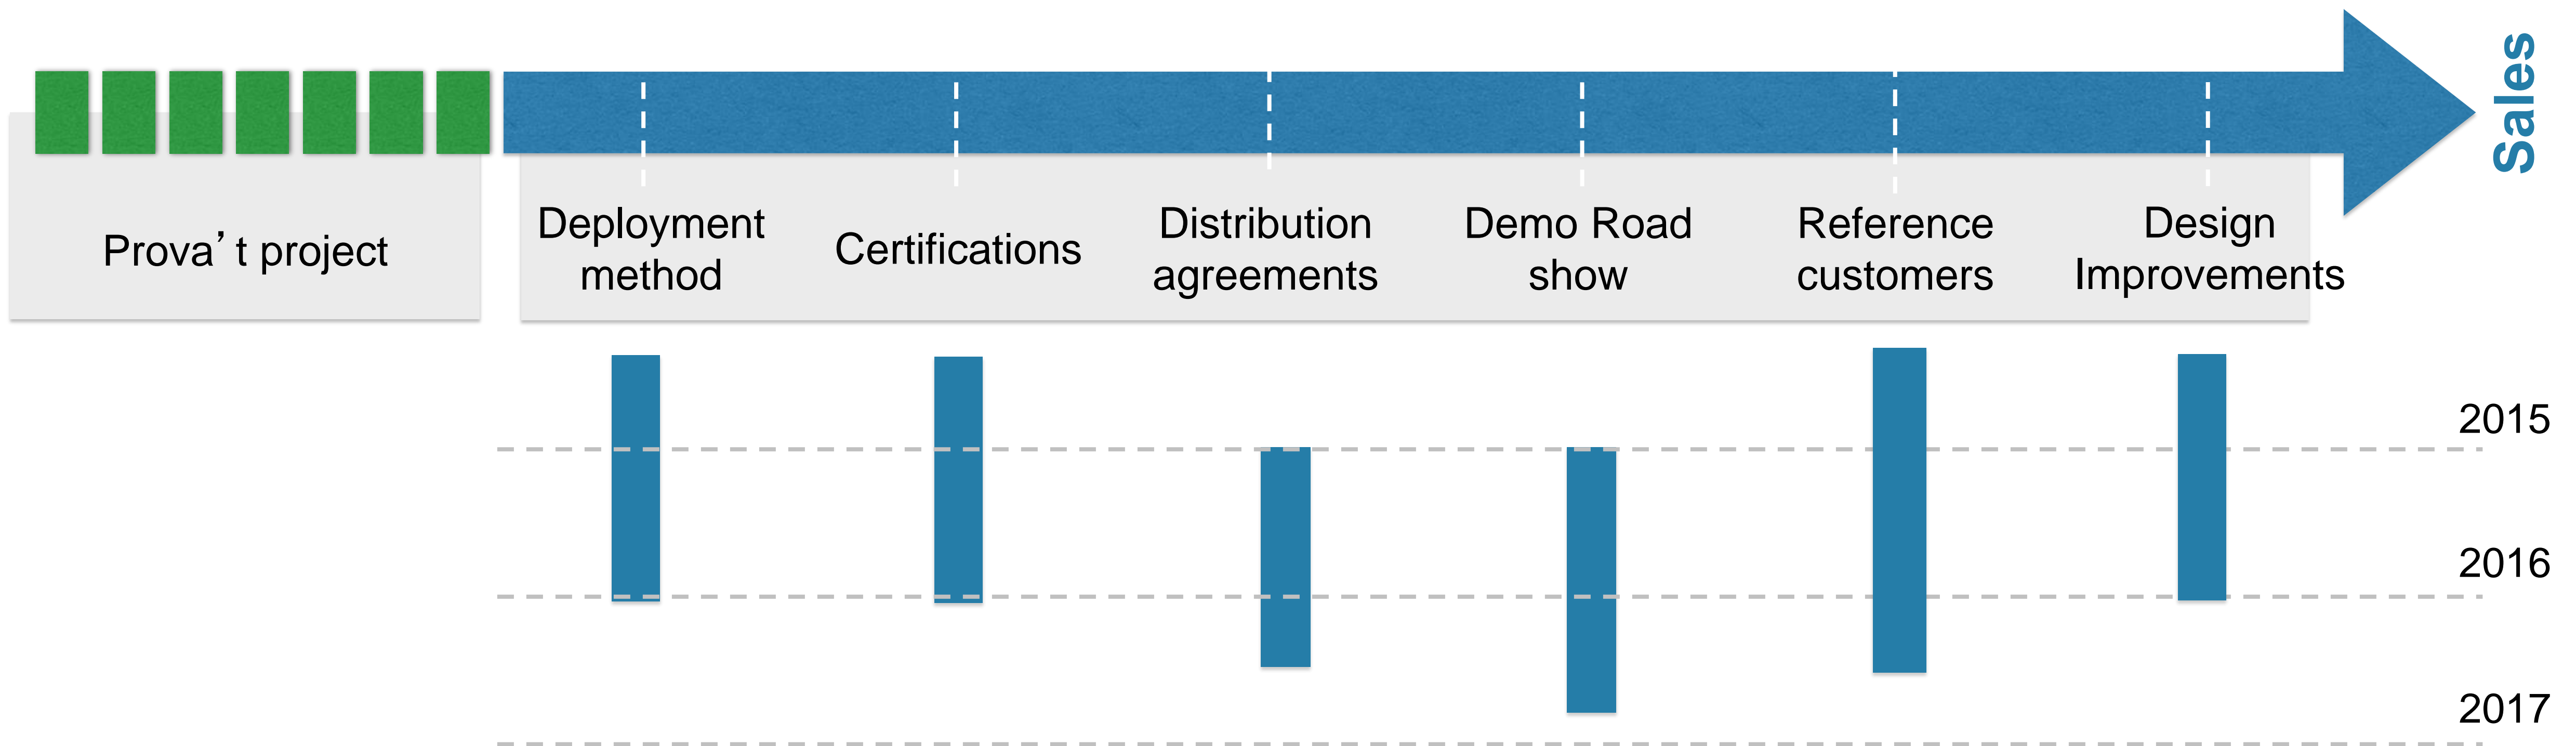 Sales
Prova’t project
Deployment
method
Certifications
Distribution
agreements
Demo Road
show
Reference
customers
Design
Improvements
2015
2016
2017